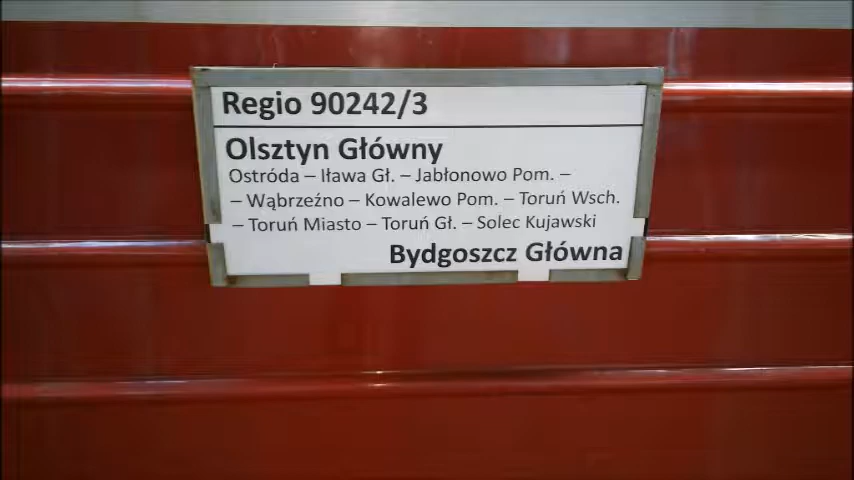 Regio 90242/3
Olsztyn Główny
Ostróda – Iława Gł. – Jabłonowo Pom. –
– Wąbrzeźno – Kowalewo Pom. – Toruń Wsch.
– Toruń Miasto – Toruń Gł. – Solec Kujawski
Bydgoszcz Główna